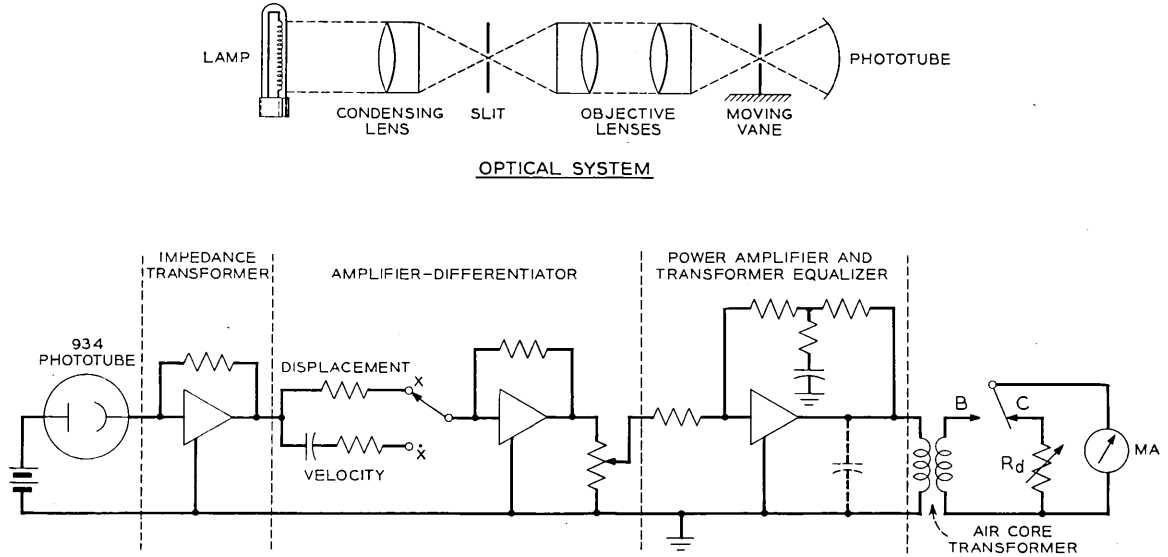 LAMP
CONDENSING
LENS
SLIT
OBJECTIVE
LENSES
MOVING
VANE
PHOTOTUBE
OPTICAL SYSTEM
IMPEDANCE
TRANSFORMER
AMPLIFIER-DIFFERENTIATOR
POWER AMPLIFIER AND
TRANSFORMER EQUALIZER
934
PHOTOTUBE
DISPLACEMENT
X
Ẋ
VELOCITY
B
C
Rd
MA
AIR CORE
TRANSFORMER